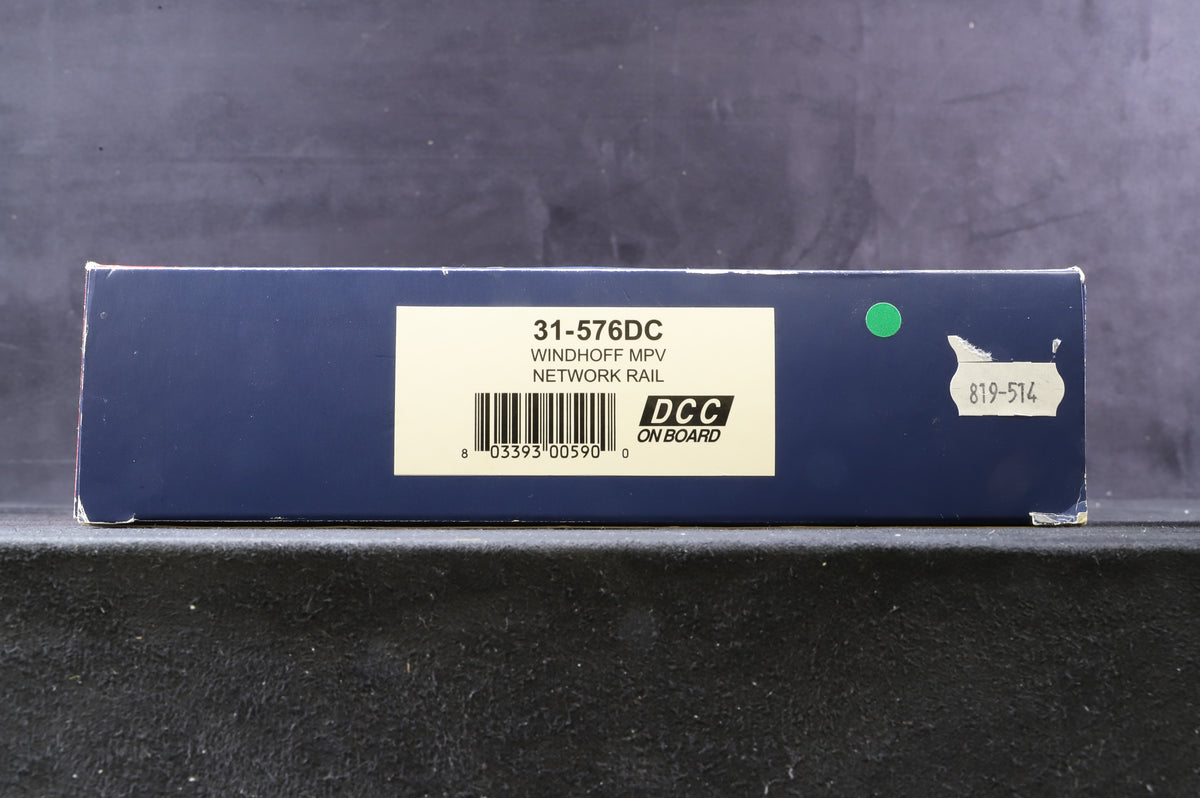 31-576DC
WINDHOFF MPV
NETWORK RAIL
DCC
ON BOARD
8 03393 00590 0
819-514